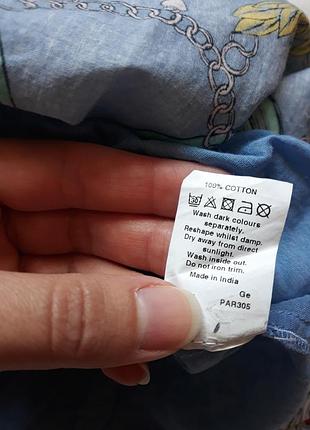 100% COTTON
Wash dark colours
separately.
Reshape whilst damp.
Dry away from direct
sunlight.
Wash inside out.
Do not iron trim.
Made in India
Ge
PAR305